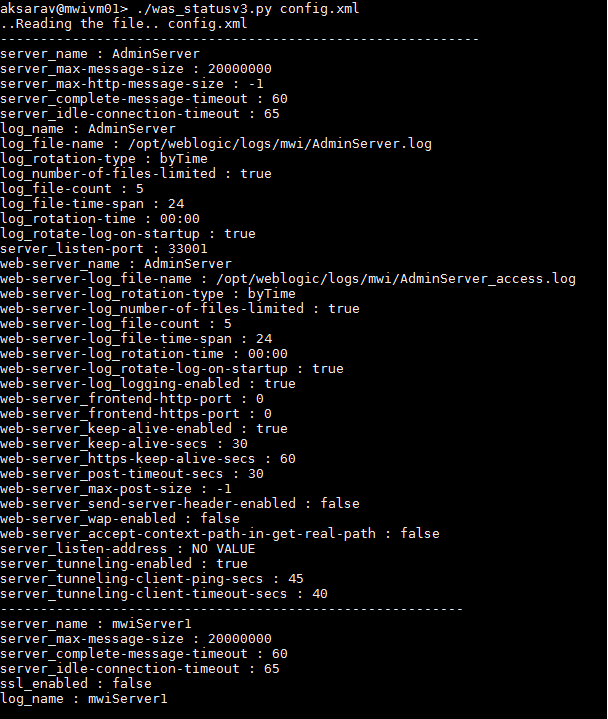 aksarav@mwivm01> ./was_statusv3.py config.xml
..Reading the file.. config.xml
------------------------------------------------------------
server_name : AdminServer
server_max-message-size : 20000000
server_max-http-message-size : -1
server_complete-message-timeout : 60
server_idle-connection-timeout : 65
log_name : AdminServer
log_file-name : /opt/weblogic/logs/mwi/AdminServer.log
log_rotation-type : byTime
log_number-of-files-limited : true
log_file-count : 5
log_file-time-span : 24
log_rotation-time : 00:00
log_rotate-log-on-startup : true
server_listen-port : 33001
web-server_name : AdminServer
web-server-log_file-name : /opt/weblogic/logs/mwi/AdminServer_access.log
web-server-log_rotation-type : byTime
web-server-log_number-of-files-limited : true
web-server-log_file-count : 5
web-server-log_file-time-span : 24
web-server-log_rotation-time : 00:00
web-server-log_rotate-log-on-startup : true
web-server-log_logging-enabled : true
web-server_frontend-http-port : 0
web-server_frontend-https-port : 0
web-server_keep-alive-enabled : true
web-server_keep-alive-secs : 30
web-server_https-keep-alive-secs : 60
web-server_post-timeout-secs : 30
web-server_max-post-size : -1
web-server_send-server-header-enabled : false
web-server_wap-enabled : false
web-server_accept-context-path-in-get-real-path : false
server_listen-address : NO VALUE
server_tunneling-enabled : true
server_tunneling-client-ping-secs : 45
server_tunneling-client-timeout-secs : 40
----------------------------------------------------------
server_name : mwiServer1
server_max-message-size : 20000000
server_complete-message-timeout : 60
server_idle-connection-timeout : 65
ssl_enabled : false
log_name : mwiServer1